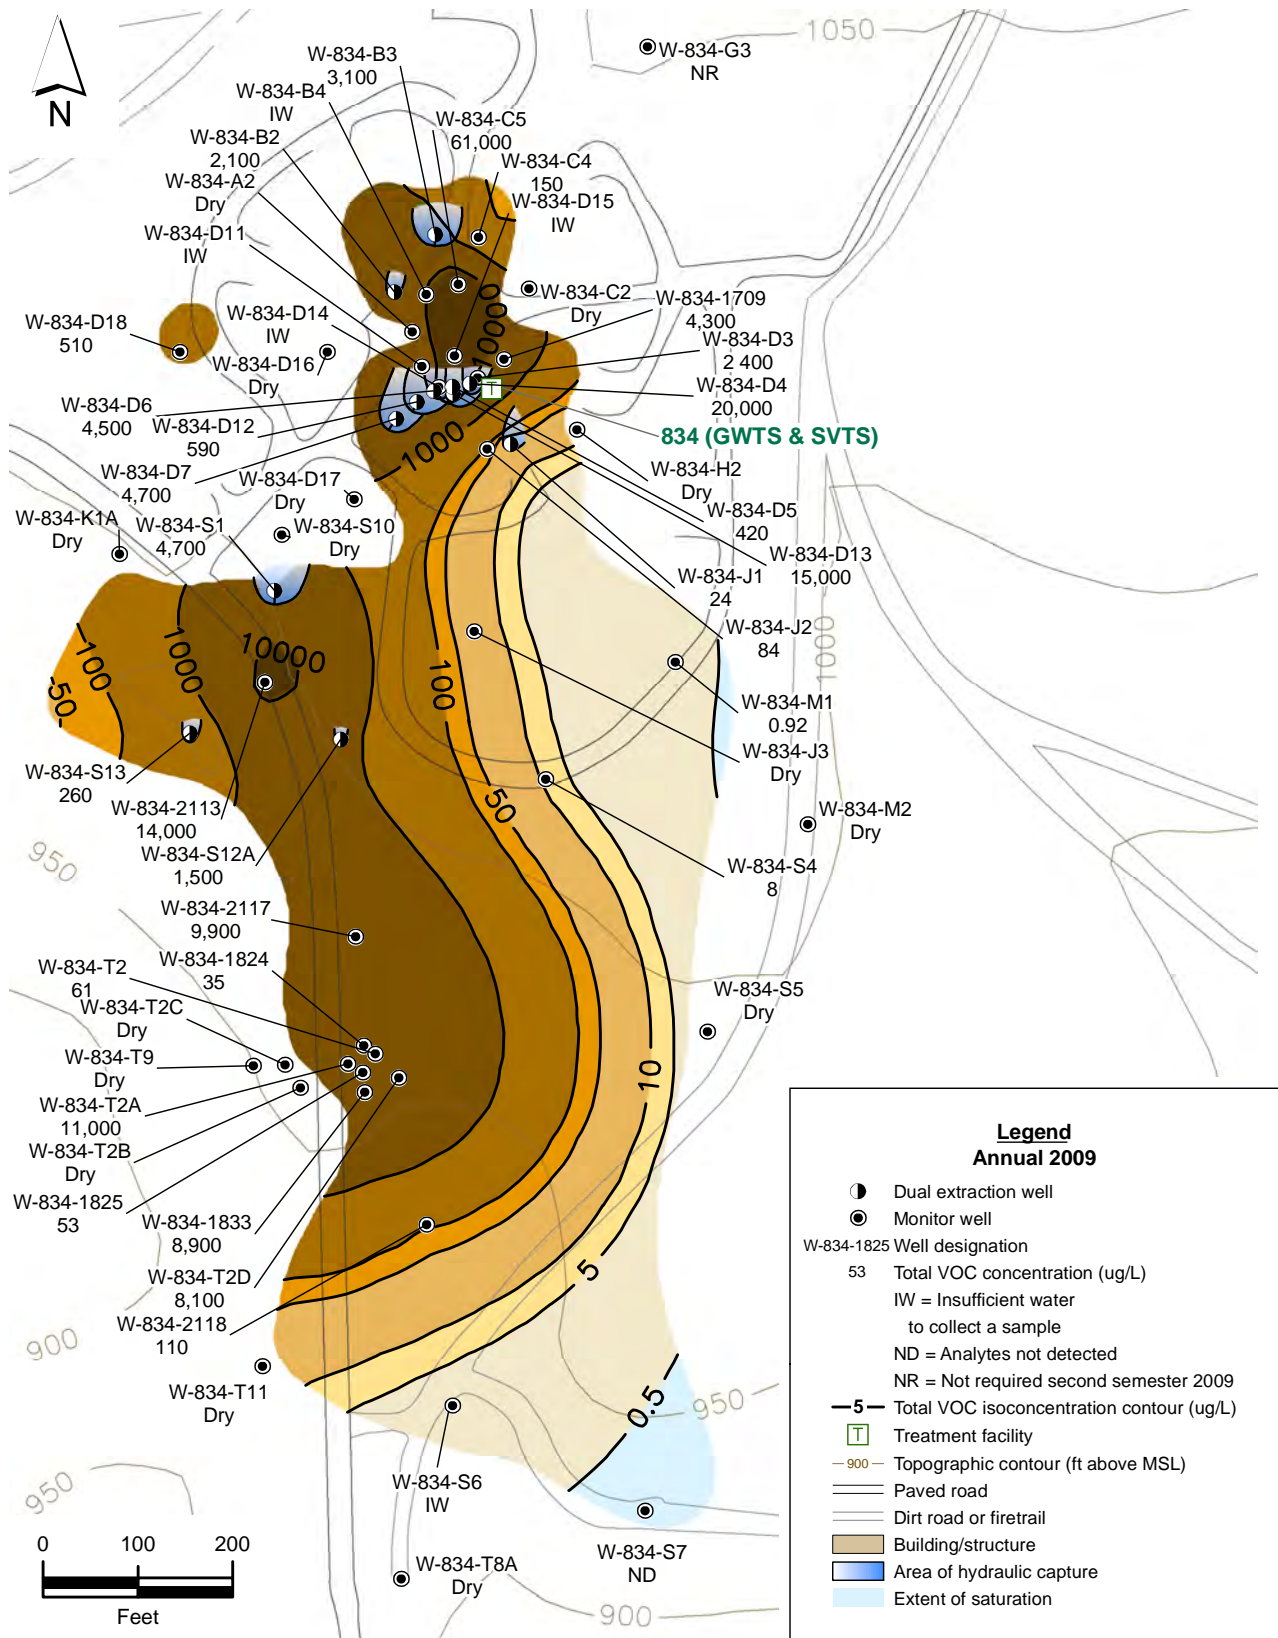 1050
W-834-G3
NR
N
W-834-B3
3,100
W-834-B4
IW
W-834-C5
61,000
W-834-B2
2,100
W-834-C4
150
W-834-A2
Dry
W-834-D15
IW
W-834-D11
IW
W-834-C2
Dry
W-834-1709
4,300
W-834-D14
IW
W-834-D18
510
W-834-D16
Dry
10000
W-834-D3
2 400
W-834-D4
20,000
T
W-834-D6
4,500
W-834-D12
590
1000
834 (GWTS & SVTS)
W-834-D7
4,700
W-834-H2
Dry
W-834-D17
Dry
W-834-D5
420
W-834-K1A
Dry
W-834-S1
4,700
W-834-S10
Dry
W-834-D13
15,000
W-834-J1
24
W-834-J2
84
1000
100
1000
10000
50
100
W-834-M1
0.92
W-834-J3
Dry
W-834-S13
260
W-834-2113
14,000
50
W-834-M2
Dry
W-834-S12A
1,500
950
W-834-S4
8
W-834-2117
9,900
W-834-1824
35
W-834-T2
61
W-834-T2C
Dry
W-834-S5
Dry
W-834-T9
Dry
10
W-834-T2A
11,000
W-834-T2B
Dry
W-834-1825
53
W-834-1833
8,900
W-834-T2D
8,100
5
W-834-2118
110
900
W-834-T11
Dry
0.5
950
950
W-834-S6
IW
W-834-S7
ND
W-834-T8A
Dry
900
0 100 200
Feet
Legend
Annual 2009
Dual extraction well
Monitor well
W-834-1825 Well designation
53 Total VOC concentration (ug/L)
IW = Insufficient water
to collect a sample
ND = Analytes not detected
NR = Not required second semester 2009
5 Total VOC isoconcentration contour (ug/L)
T Treatment facility
900 Topographic contour (ft above MSL)
Paved road
Dirt road or firetrail
Building/structure
Area of hydraulic capture
Extent of saturation